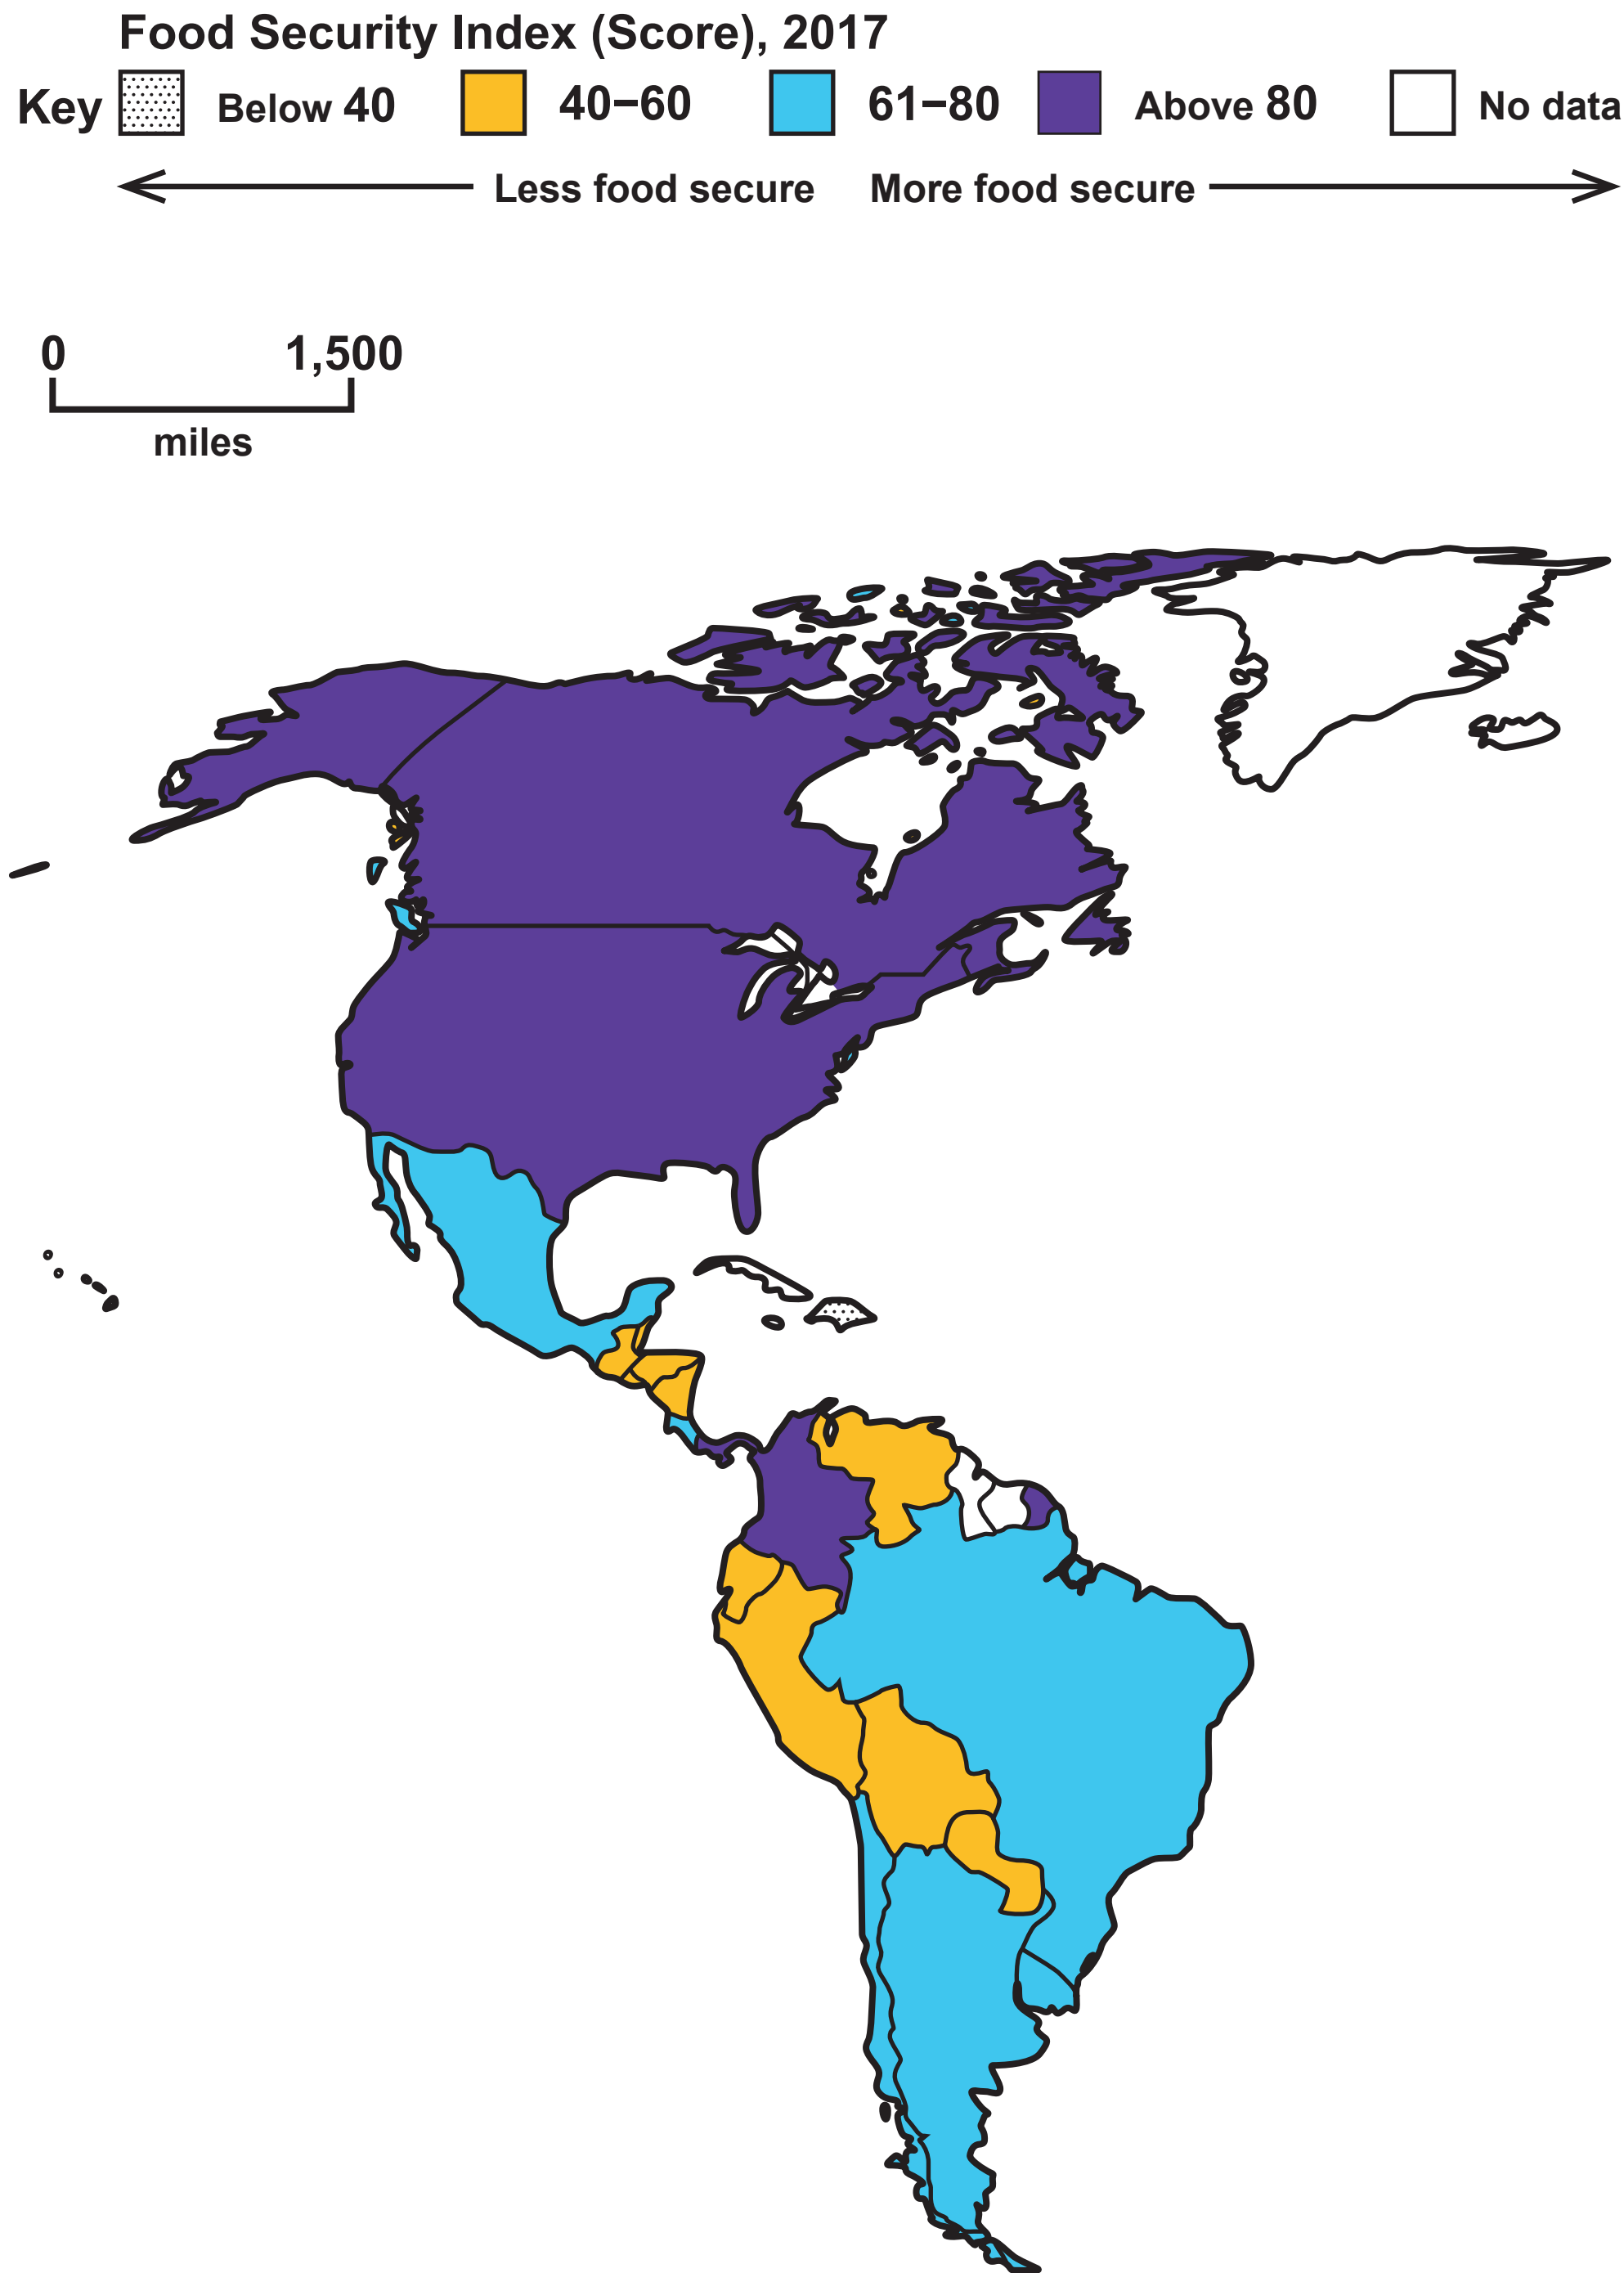 Food Security Index (Score), 2017
Key Below 40 40–60 61–80 Above 80 No data
Less food secure More food secure
0 1,500
miles